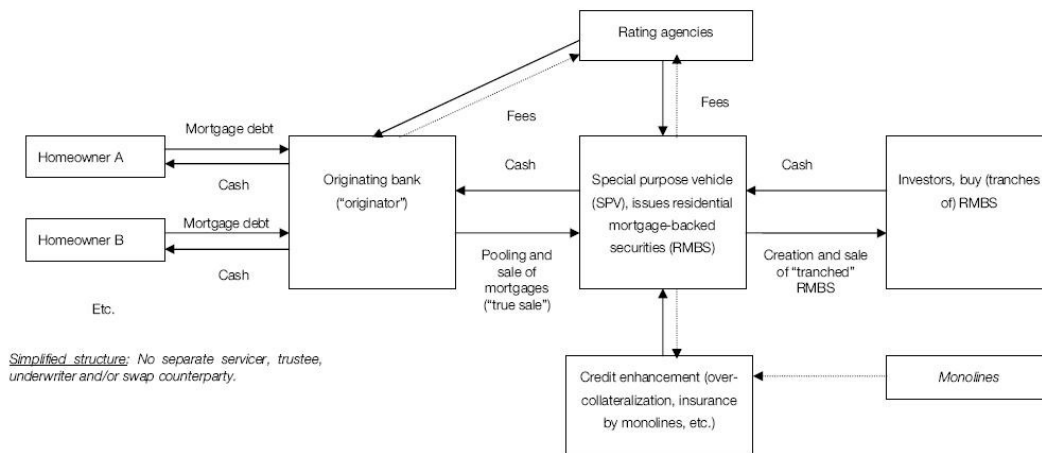 Rating agencies
Fees
Fees
Homeowner A
Mortgage debt
Cash
Homeowner B
Mortgage debt
Cash
Etc.
Originating bank
(“originator”)
Cash
Pooling and
sale of
mortgages
(“true sale”)
Special purpose vehicle
(SPV), issues residential
mortgage-backed
securities (RMBS)
Cash
Creation and sale
of “tranched”
RMBS
Investors, buy (tranches
of) RMBS
Simplified structure: No separate servicer, trustee,
underwriter and/or swap counterparty.
Credit enhancement (over-
collateralization, insurance
by monolines, etc.)
Monolines